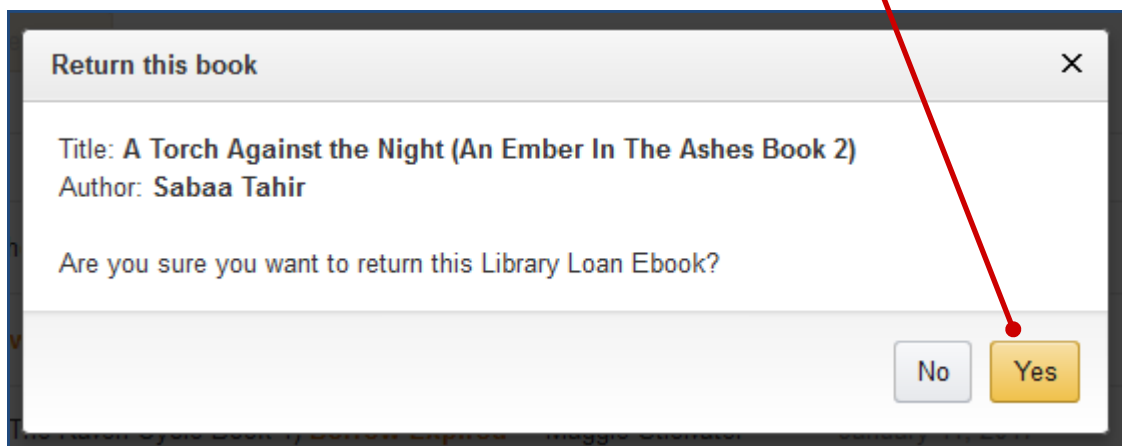 Return this book
Title: A Torch Against the Night (An Ember In The Ashes Book 2)
Author: Sabaa Tahir
Are you sure you want to return this Library Loan Ebook?
No Yes